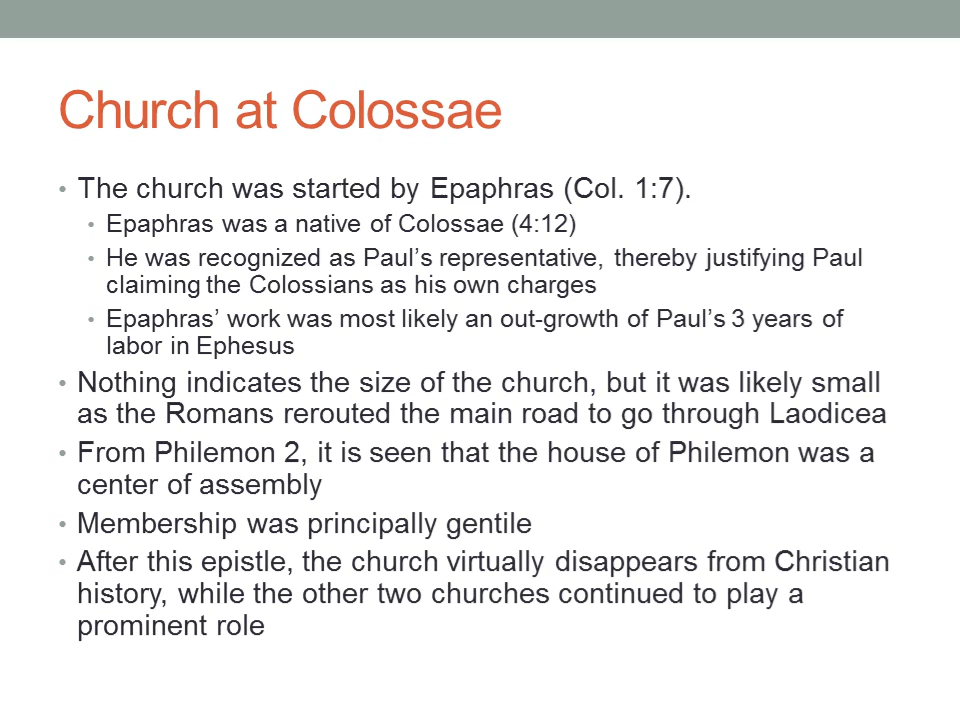 Church at Colossae
• The church was started by Epaphras (Col. 1:7).
• Epaphras was a native of Colossae (4:12)
• He was recognized as Paul’s representative, thereby justifying Paul
claiming the Colossians as his own charges
• Epaphras’ work was most likely an out-growth of Paul’s 3 years of
labor in Ephesus
• Nothing indicates the size of the church, but it was likely small
as the Romans rerouted the main road to go through Laodicea
• From Philemon 2, it is seen that the house of Philemon was a
center of assembly
• Membership was principally gentile
• After this epistle, the church virtually disappears from Christian
history, while the other two churches continued to play a
prominent role